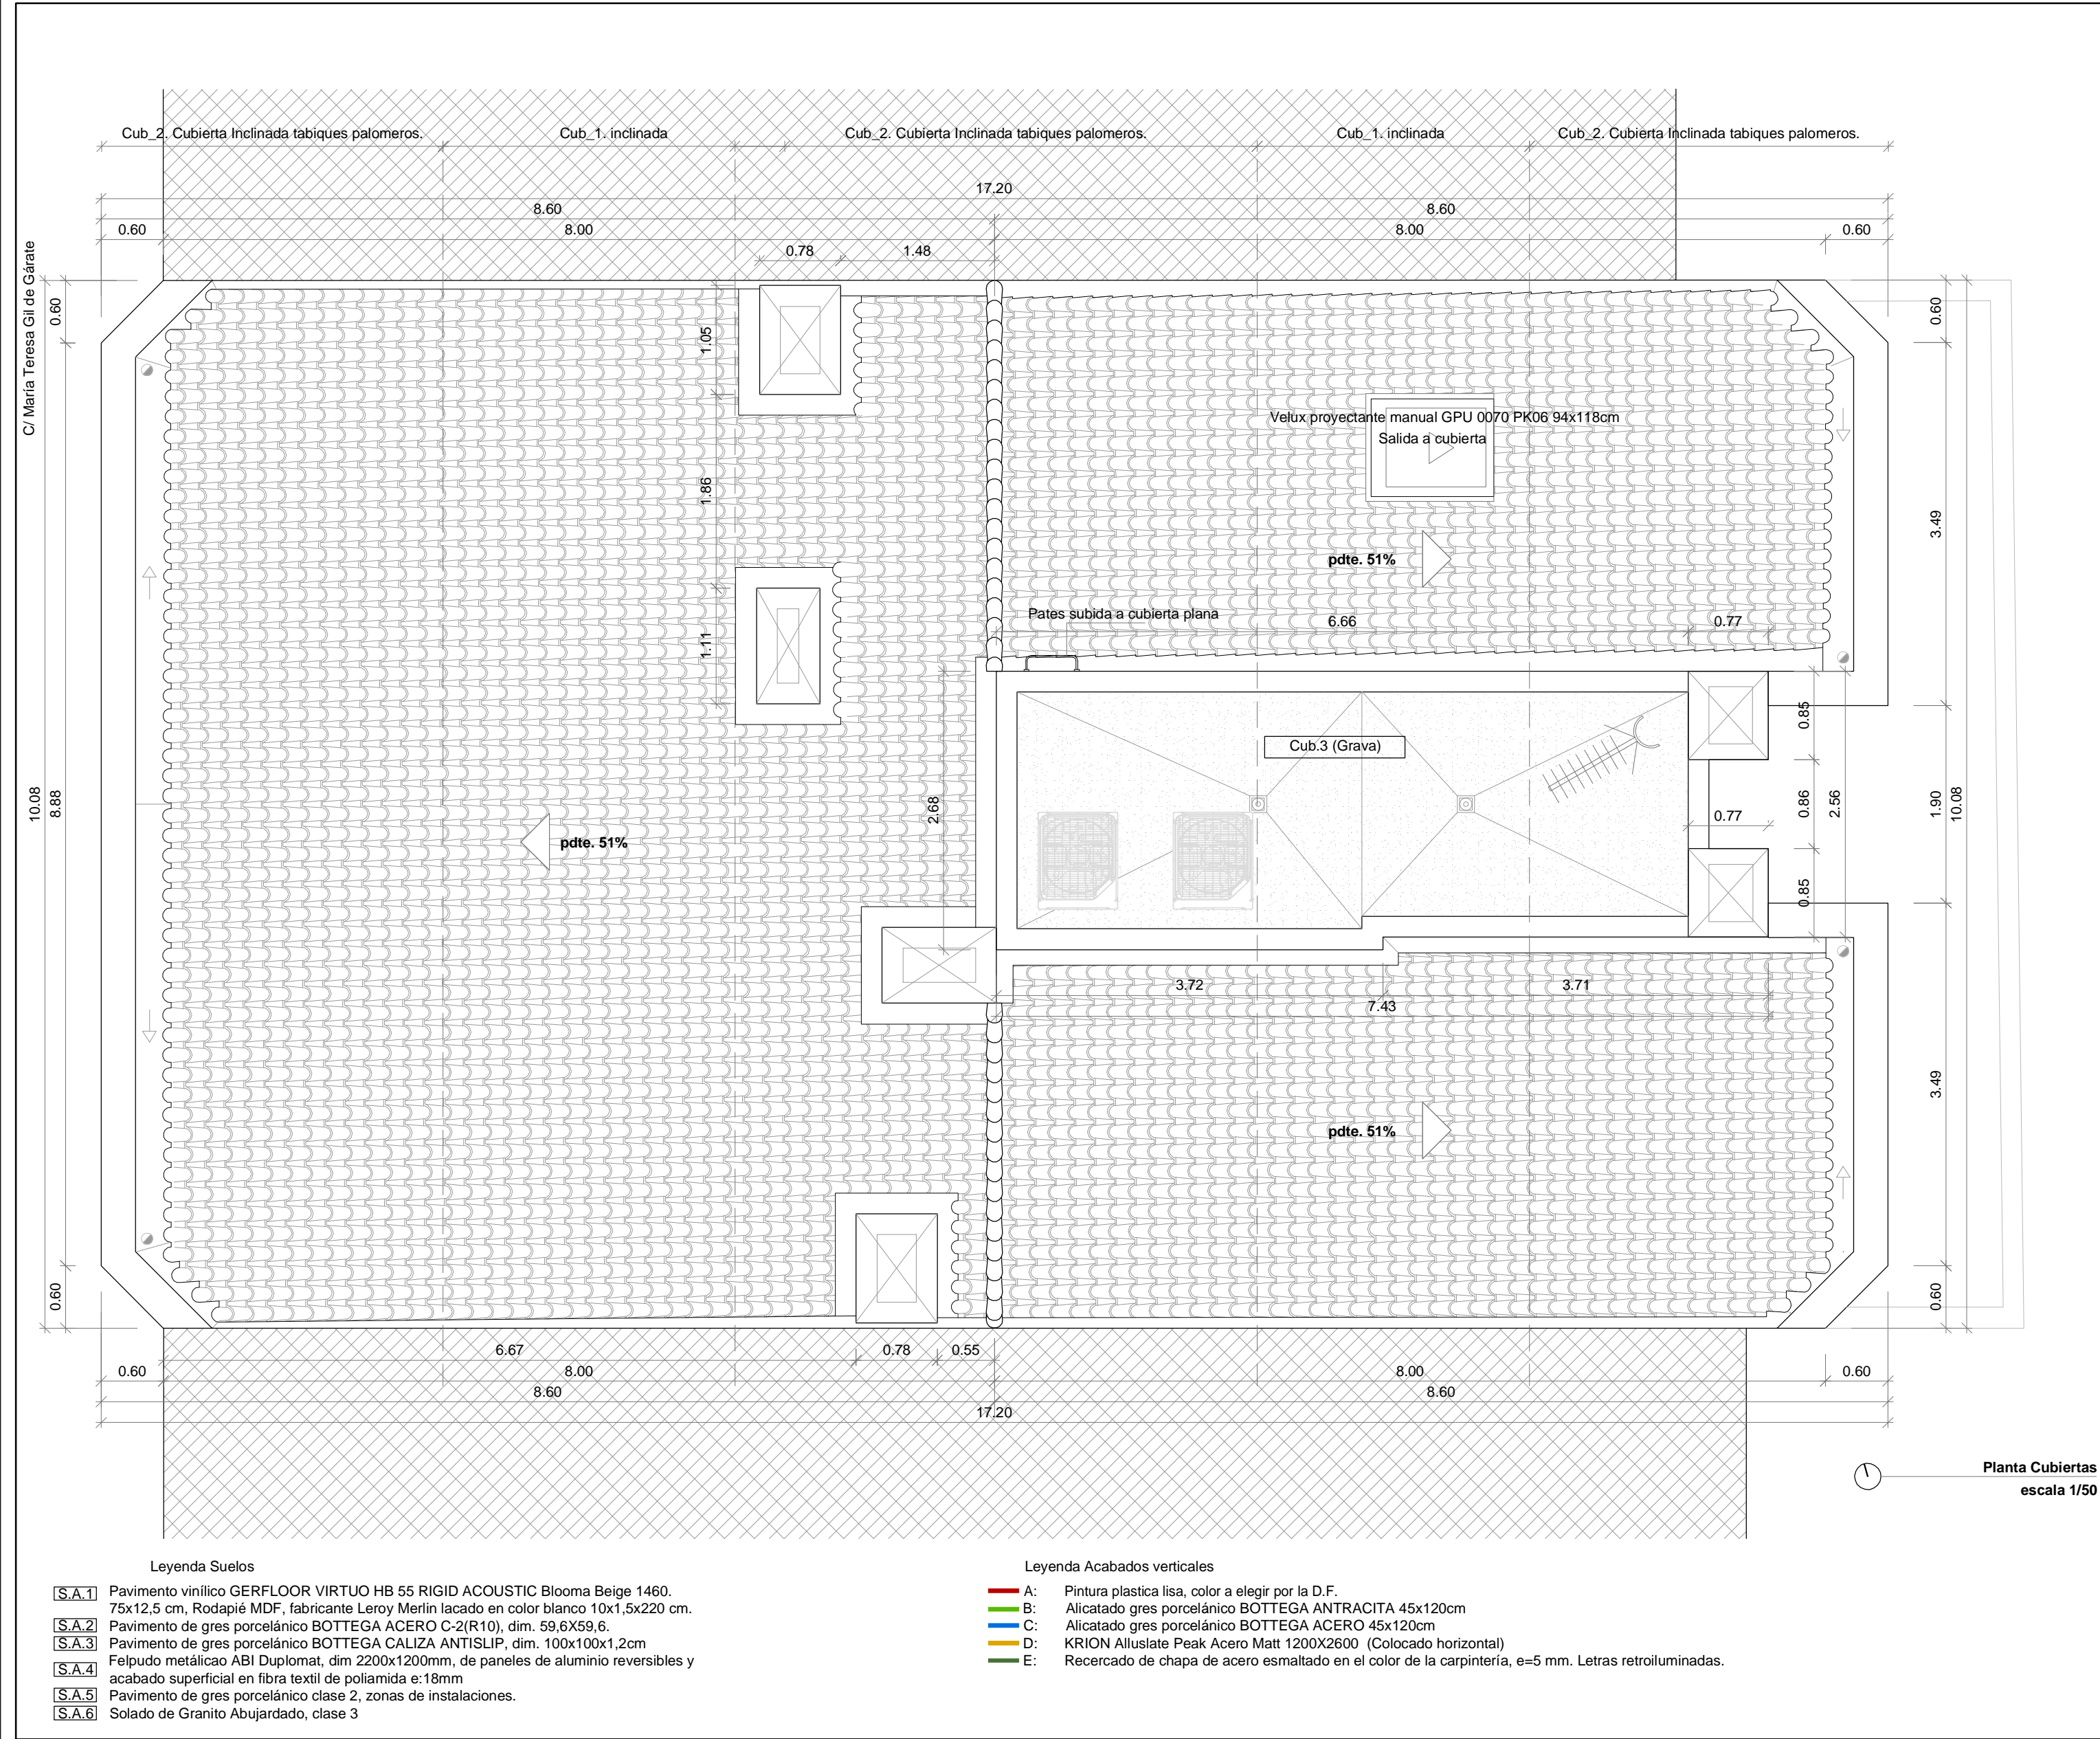 Cub_2. Cubierta Inclinada tabiques palomeros.
Cub_1. inclinada
Cub_2. Cubierta Inclinada tabiques palomeros.
Cub_1. inclinada
Cub_2. Cubierta Inclinada tabiques palomeros.
17.20
8.60
8.60
0.60
8.00
8.00
0.60
0.78
1.48
C/ María Teresa Gil de Gárate
0.60
10.08
8.88
0.60
1.05
1.86
1.11
Velux proyectante manual GPU 0070 PK06 94x118cm
Salida a cubierta
pdte. 51%
Pates subida a cubierta plana
6.66
0.77
Cub.3 (Grava)
2.68
0.85
0.86
0.85
2.56
0.77
pdte. 51%
3.72
3.71
7.43
pdte. 51%
0.60
3.49
1.90
10.08
3.49
0.60
6.67
0.78
0.55
0.60
8.00
8.00
0.60
8.60
8.60
17.20
Planta Cubiertas
escala 1/50
Leyenda Suelos
S.A.1 Pavimento vinílico GERFLOOR VIRTUO HB 55 RIGID ACOUSTIC Blooma Beige 1460.
75x12,5 cm, Rodapié MDF, fabricante Leroy Merlin lacado en color blanco 10x1,5x220 cm.
S.A.2 Pavimento de gres porcelánico BOTTEGA ACERO C-2(R10), dim. 59,6X59,6.
S.A.3 Pavimento de gres porcelánico BOTTEGA CALIZA ANTISLIP, dim. 100x100x1,2cm
S.A.4 Felpudo metálicao ABI Duplomat, dim 2200x1200mm, de paneles de aluminio reversibles y
acabado superficial en fibra textil de poliamida e:18mm
S.A.5 Pavimento de gres porcelánico clase 2, zonas de instalaciones.
S.A.6 Solado de Granito Abujardado, clase 3
Leyenda Acabados verticales
A: Pintura plastica lisa, color a elegir por la D.F.
B: Alicatado gres porcelánico BOTTEGA ANTRACITA 45x120cm
C: Alicatado gres porcelánico BOTTEGA ACERO 45x120cm
D: KRION Alluslate Peak Acero Matt 1200X2600 (Colocado horizontal)
E: Recercado de chapa de acero esmaltado en el color de la carpintería, e=5 mm. Letras retroiluminadas.